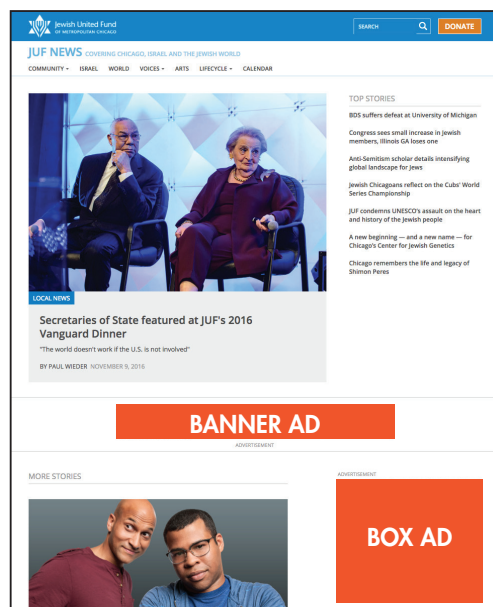 Jewish United Fund
OF METROPOLITAN CHICAGO
SEARCH
DONATE
JUF NEWS COVERING CHICAGO, ISRAEL AND THE JEWISH WORLD
COMMUNITY ISRAEL WORLD VOICES ARTS LIFECYCLE CALENDAR
LOCAL NEWS
Secretaries of State featured at JUF's 2016
Vanguard Dinner
"The world doesn't work if the U.S. is not involved"
BY PAUL WIEDER NOVEMBER 9, 2016
TOP STORIES
BDS suffers defeat at University of Michigan
Congress sees small increase in Jewish
members, Illinois GA loses one
Anti-Semitism scholar details intensifying
global landscape for Jews
Jewish Chicagoans reflect on the Cubs' World
Series Championship
JUF condemns UNESCO's assault on the heart
and history of the Jewish people
A new beginning — and a new name — for
Chicago's Center for Jewish Genetics
Chicago remembers the life and legacy of
Shimon Peres
BANNER AD
ADVERTISEMENT
MORE STORIES
ADVERTISEMENT
BOX AD